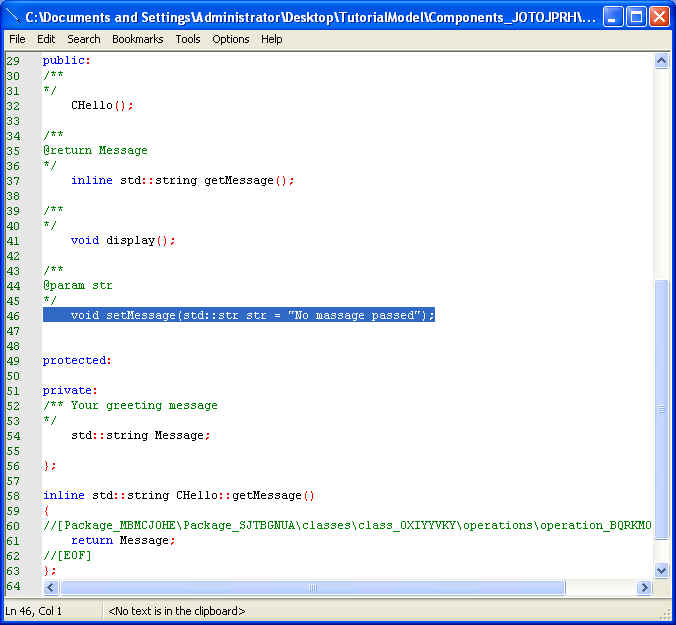 C:\Documents and Settings\Administrator\Desktop\TutorialModel\Components_JOTOJPRH\...
File Edit Search Bookmarks Tools Options Help
29 public:
30 /**
31 */
32 CHello();
33
34 /**
35 @return Message
36 */
37 inline std::string getMessage();
38
39 /**
40 */
41 void display();
42
43 /**
44 @param str
45 */
46 void setMessage(std::str str = "No massage passed");
47
48
49 protected:
50
51 private:
52 /** Your greeting message
53 */
54 std::string Message;
55
56 };
57
58 inline std::string CHello::getMessage()
59 {
60 //[Package_MBMCJOHE\Package_SJTBGNUA\classes\class_OXIYYVKY\operations\operation_BQRKMO
61 return Message;
62 //[EOF]
63 };
64
Ln 46, Col 1 <No text is in the clipboard>